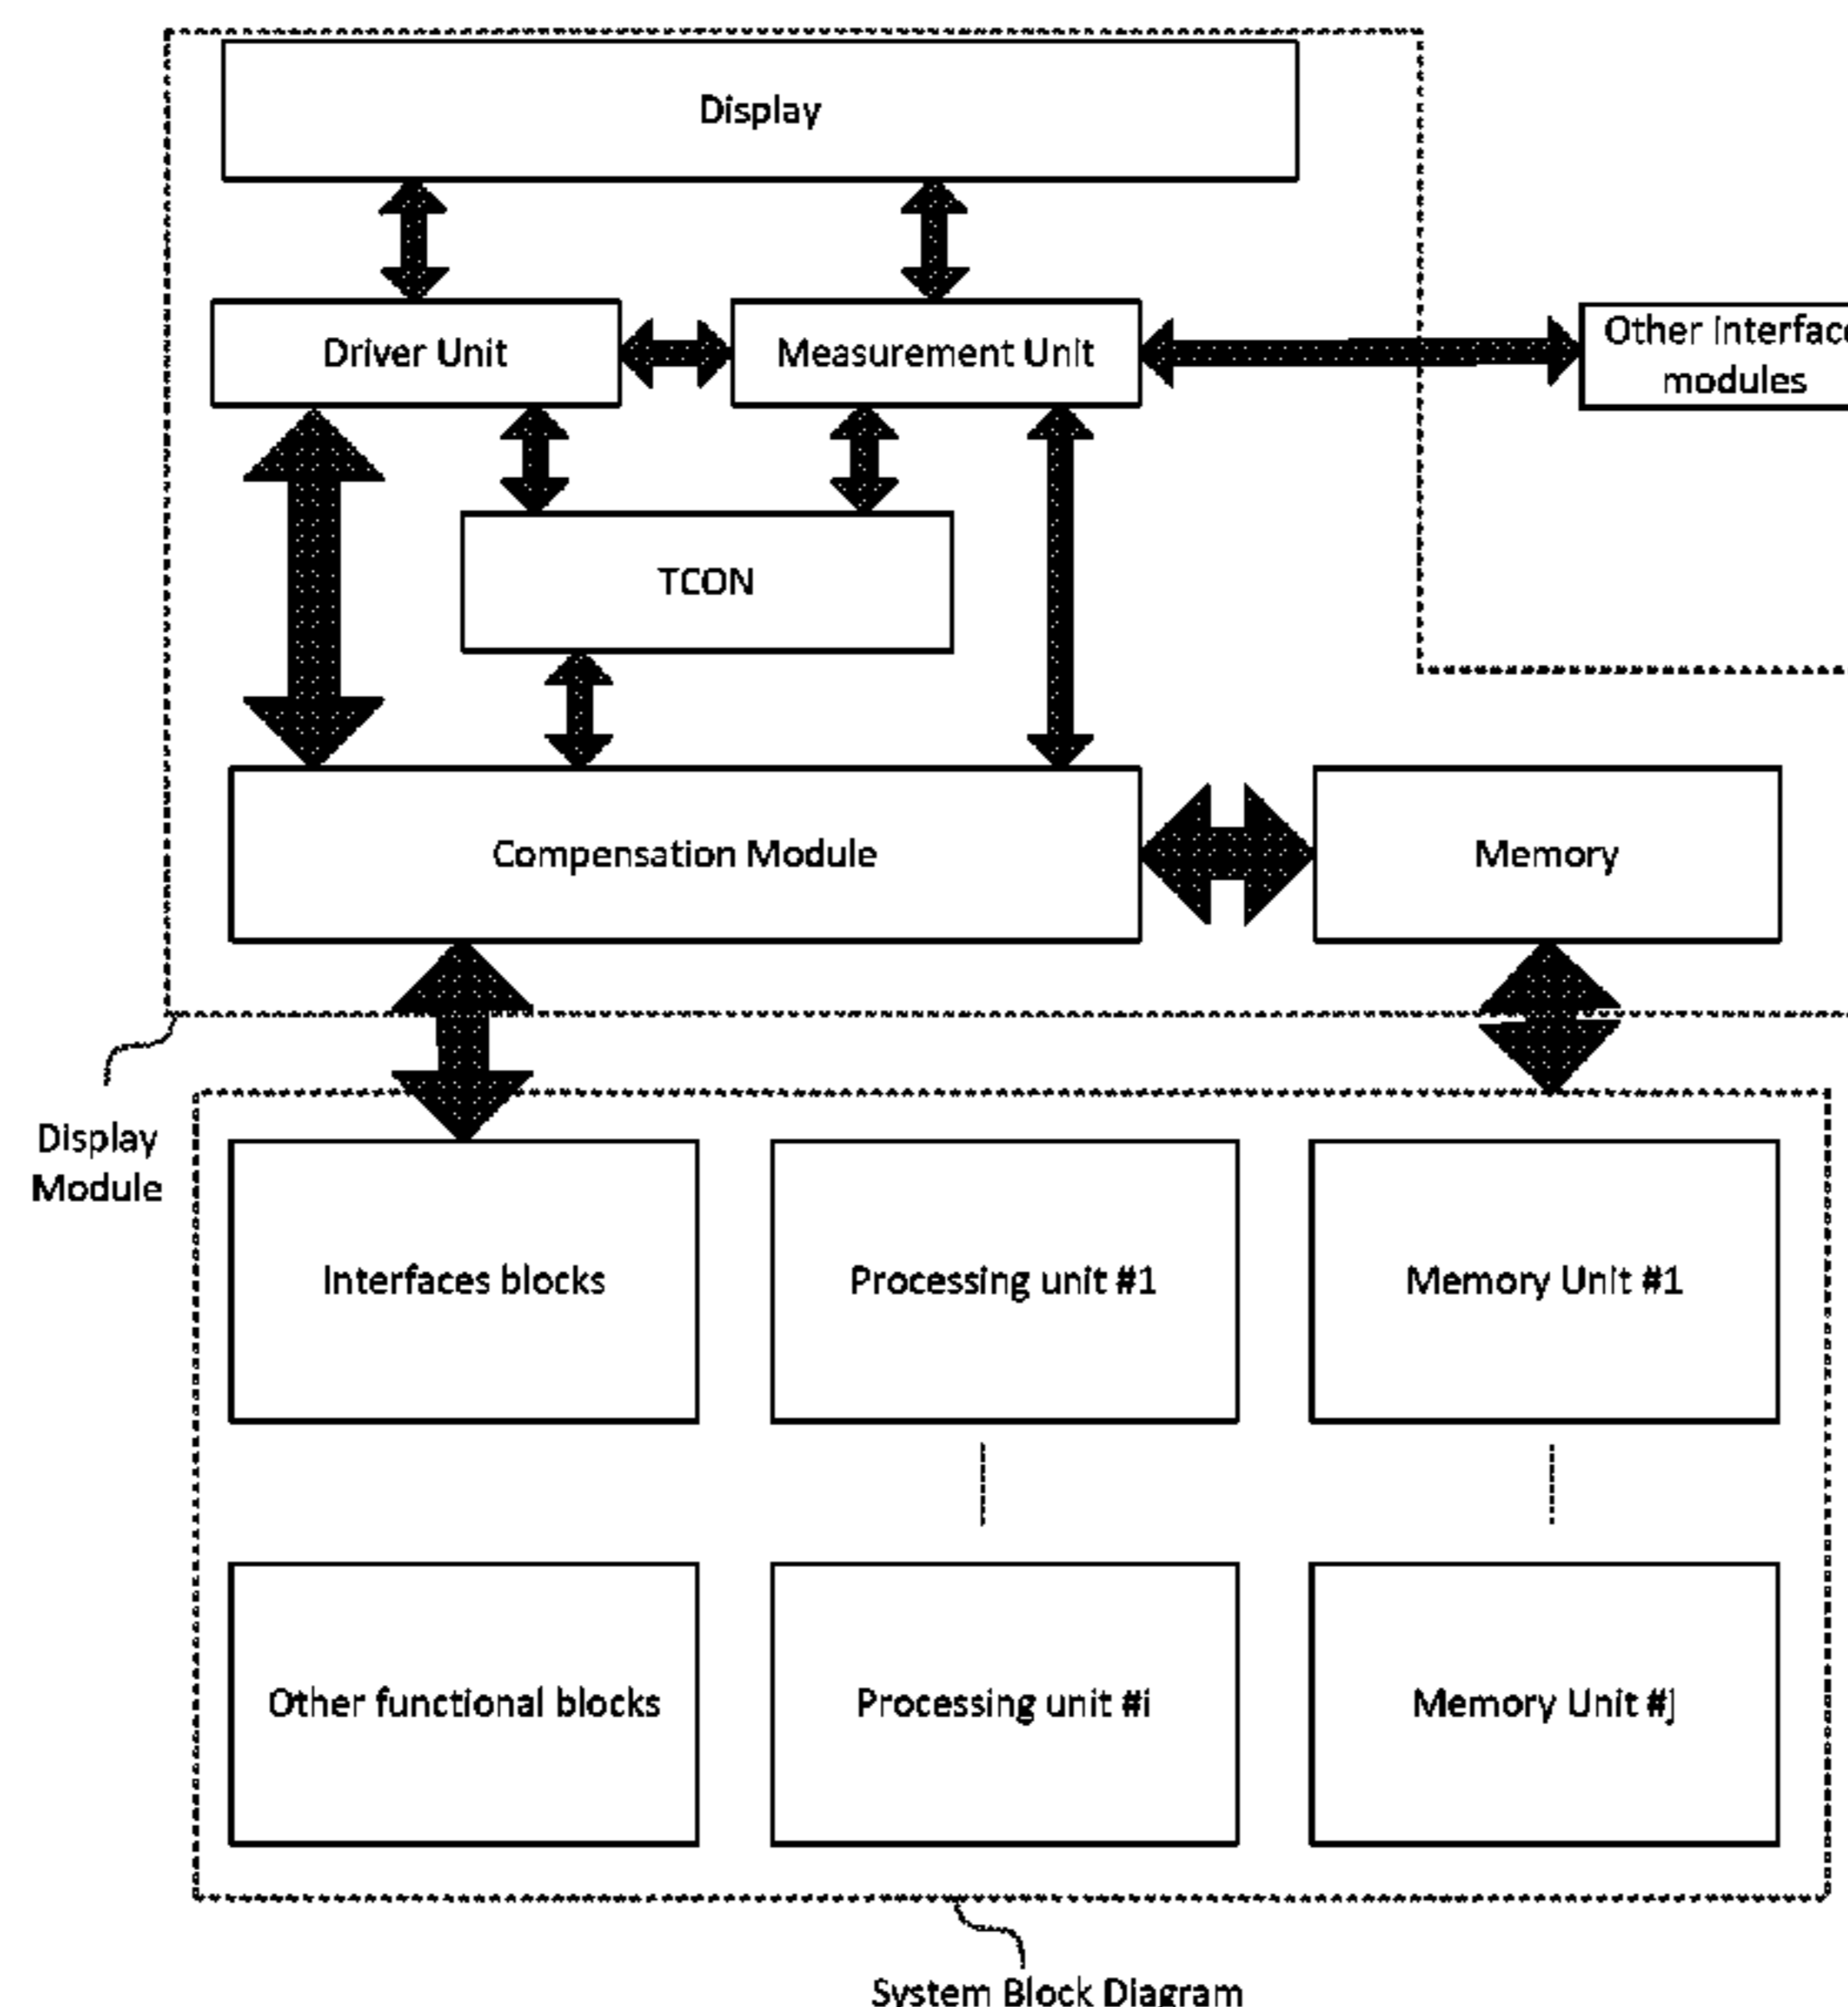 Display
Driver Unit
Measurement Unit
Other interface
modules
TCON
Compensation Module
Memory
Display
Module
Interfaces blocks
Processing unit #1
Memory Unit #1
Other functional blocks
Processing unit #i
Memory Unit #j
System Block Diagram